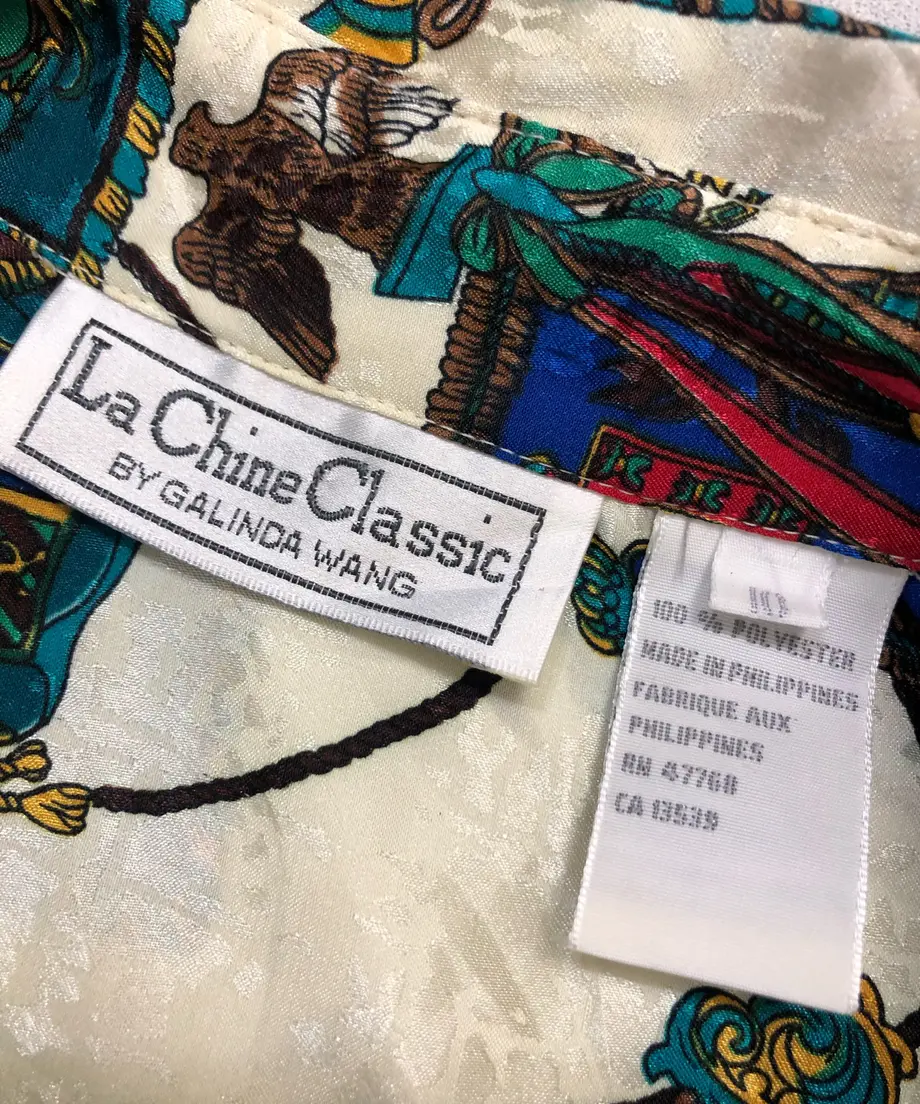 La Chine Classic
BY GALINDA WANG
100 % POLYESTER
MADE IN PHILIPPINES
FABRIQUE AUX
PHILIPPINES
RN 47768
CA 13539